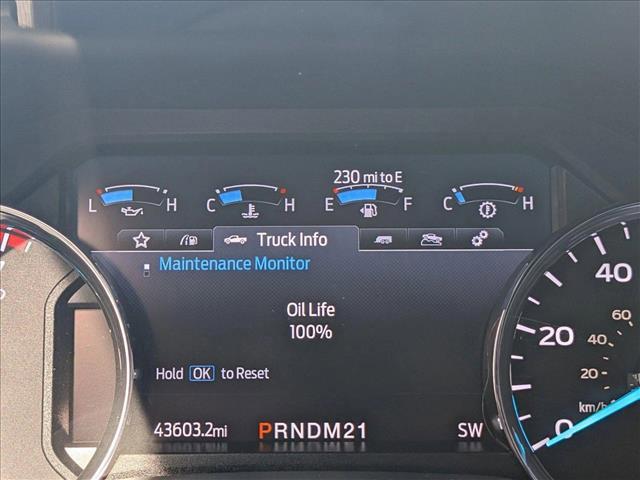 230 mi to E
L H C H E F C H
Truck Info
Maintenance Monitor
Oil Life
100%
Hold OK to Reset
43603.2mi PRNDM21 SW
40
60
20 40
20
km/h
0